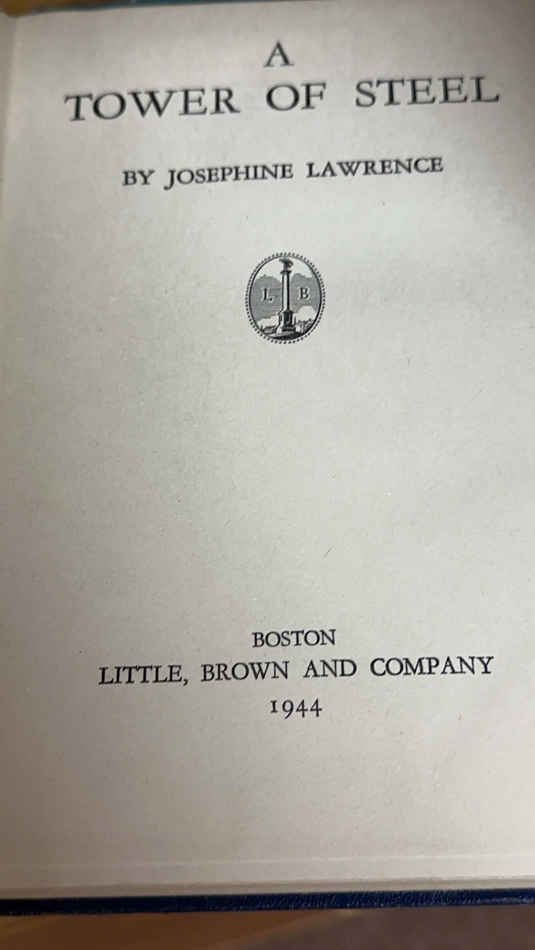 A
TOWER OF STEEL
BY JOSEPHINE LAWRENCE
L B
BOSTON
LITTLE, BROWN AND COMPANY
1944